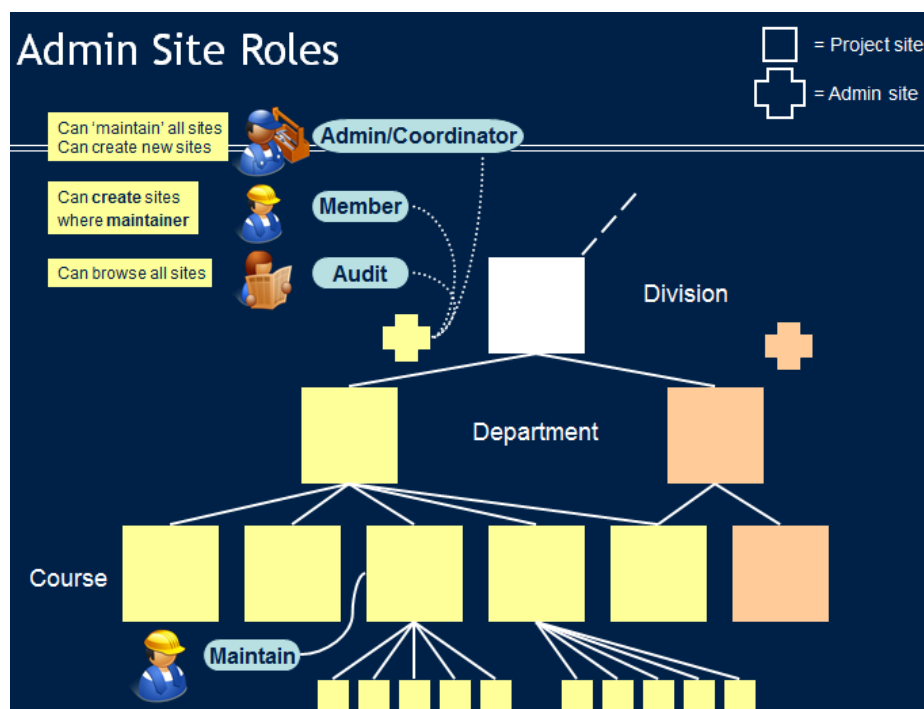 Admin Site Roles
= Project site
= Admin site
Can 'maintain' all sites
Can create new sites
Admin/Coordinator
Can create sites
where maintainer
Member
Can browse all sites
Audit
Division
Department
Course
Maintain